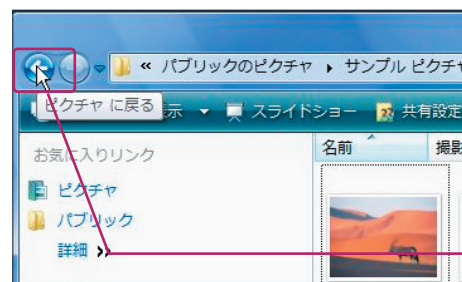 « パブリックのピクチャ ▸ サンプル ピクチ
ピクチャ に戻る 示 ▼ スライドショー 共有設定
お気に入りリンク
名前 撮影
ピクチャ
パブリック
詳細 »